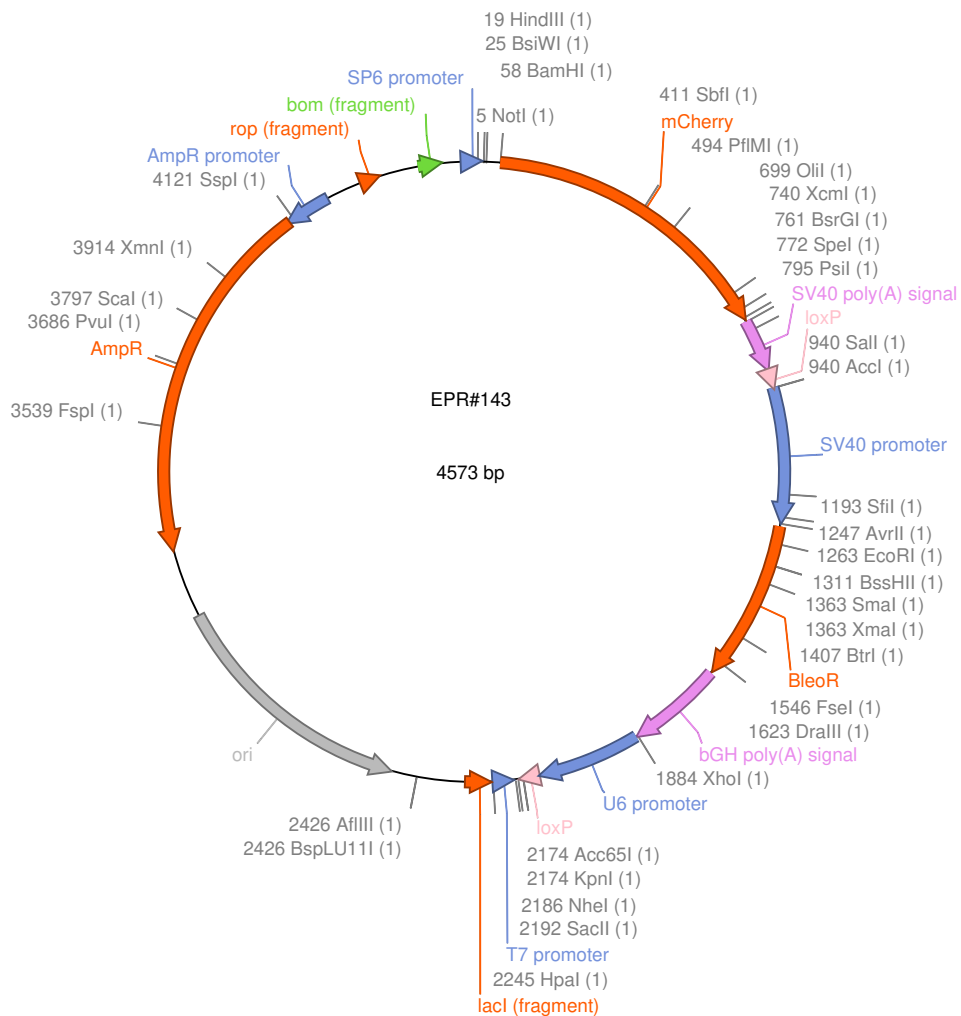 19 HindIII (1)
25 BsiWI (1)
58 BamHI (1)
SP6 promoter
bom (fragment)
5 NotI (1)
rop (fragment)
AmpR promoter
4121 SspI (1)
411 SbfI (1)
mCherry
494 PflMI (1)
699 OliI (1)
740 XcmI (1)
761 BsrGI (1)
772 SpeI (1)
795 PsiI (1)
SV40 poly(A) signal
loxP
940 SalI (1)
940 AccI (1)
3914 XmnI (1)
3797 ScaI (1)
3686 PvuI (1)
AmpR
3539 FspI (1)
EPR#143
4573 bp
SV40 promoter
1193 SfiI (1)
1247 AvrII (1)
1263 EcoRI (1)
1311 BssHII (1)
1363 SmaI (1)
1363 XmaI (1)
1407 BtrI (1)
BleoR
1546 FseI (1)
1623 DraIII (1)
bGH poly(A) signal
1884 XhoI (1)
U6 promoter
ori
loxP
2426 AflIII (1)
2426 BspLU11I (1)
2174 Acc65I (1)
2174 KpnI (1)
2186 NheI (1)
2192 SacII (1)
T7 promoter
2245 HpaI (1)
lacI (fragment)